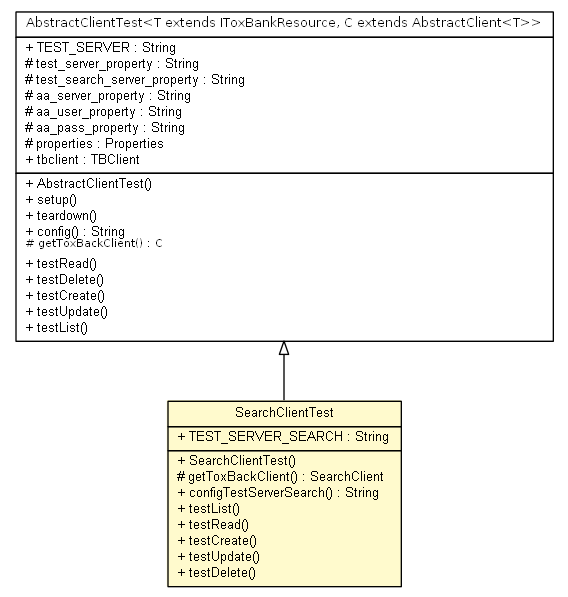 AbstractClientTest<T extends IToxBankResource, C extends AbstractClient<T>>
+ TEST_SERVER : String
# test_server_property : String
# test_search_server_property : String
# aa_server_property : String
# aa_user_property : String
# aa_pass_property : String
# properties : Properties
+ tbclient : TBClient
+ AbstractClientTest()
+ setup()
+ teardown()
+ config() : String
# getToxBackClient() : C
+ testRead()
+ testDelete()
+ testCreate()
+ testUpdate()
+ testList()
SearchClientTest
+ TEST_SERVER_SEARCH : String
+ SearchClientTest()
# getToxBackClient() : SearchClient
+ configTestServerSearch() : String
+ testList()
+ testRead()
+ testCreate()
+ testUpdate()
+ testDelete()